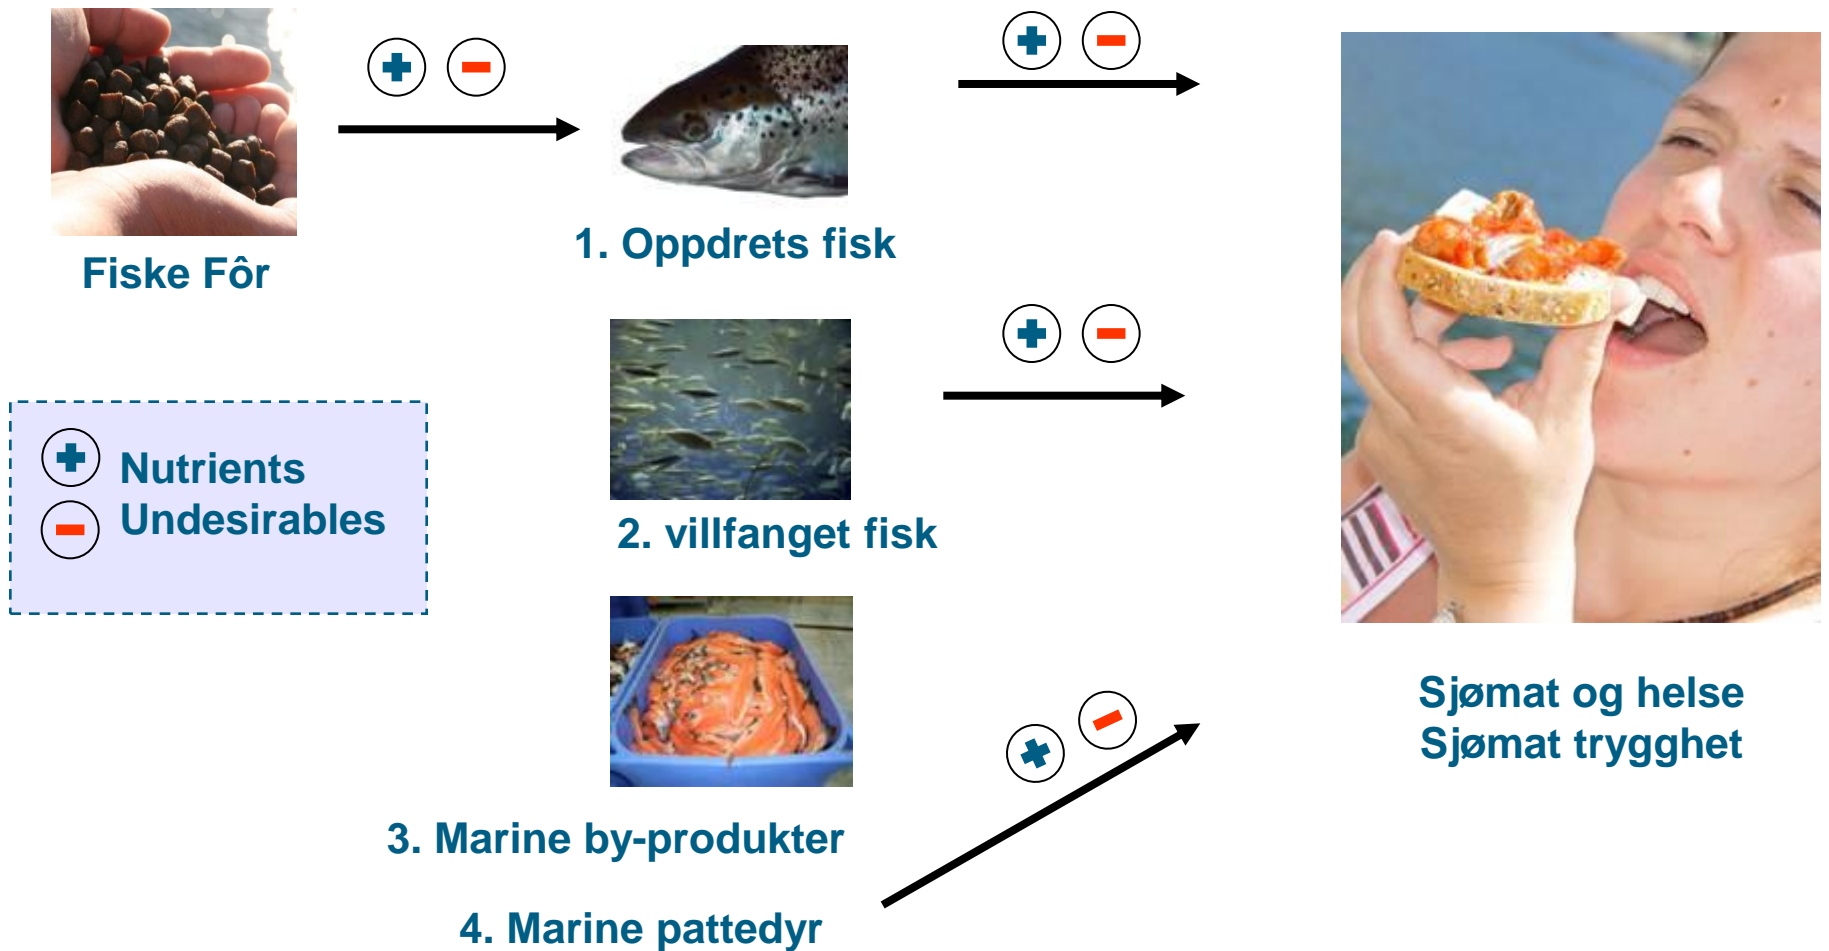 Fiske Fôr
1. Oppdrets fisk
2. villfanget fisk
Nutrients
Undesirables
3. Marine by-produkter
4. Marine pattedyr
Sjømat og helse
Sjømat trygghet